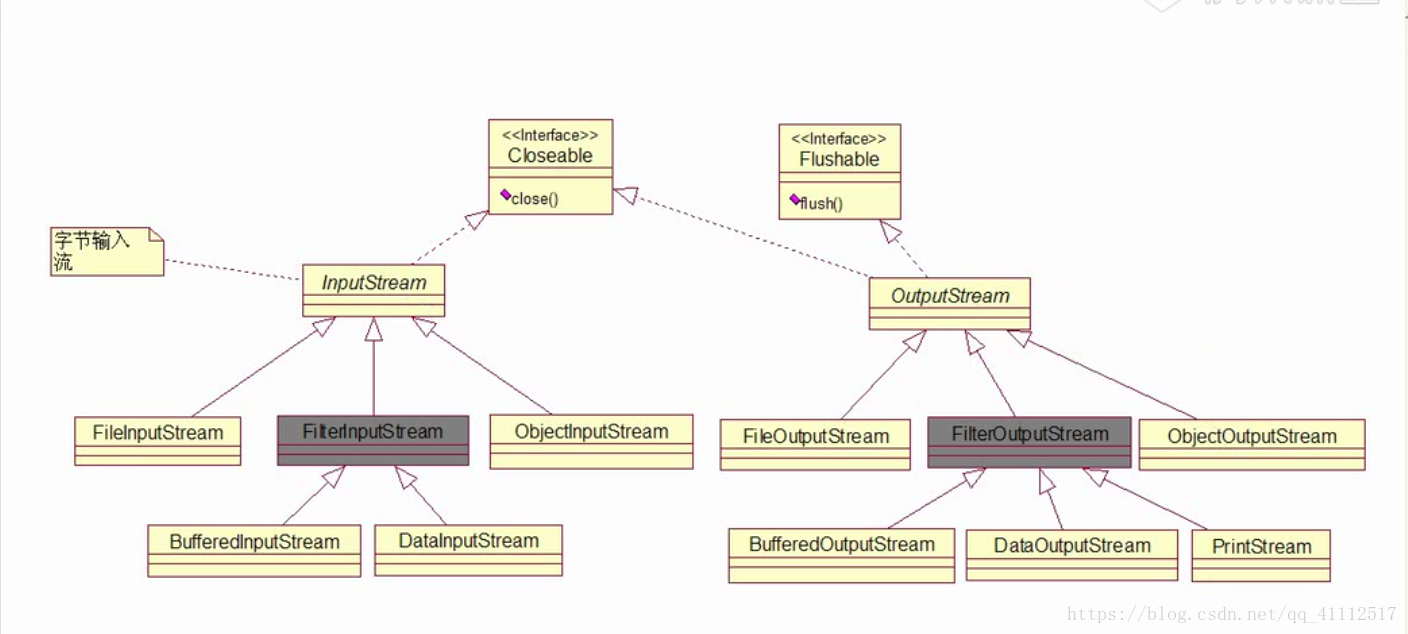 <<Interface>>
Closeable
close()
<<Interface>>
Flushable
flush()
字节输入
流
InputStream
OutputStream
FileInputStream
FilterInputStream
ObjectInputStream
FileOutputStream
FilterOutputStream
ObjectOutputStream
BufferedInputStream
DataInputStream
BufferedOutputStream
DataOutputStream
PrintStream
https://blog.csdn.net/qq_41112517